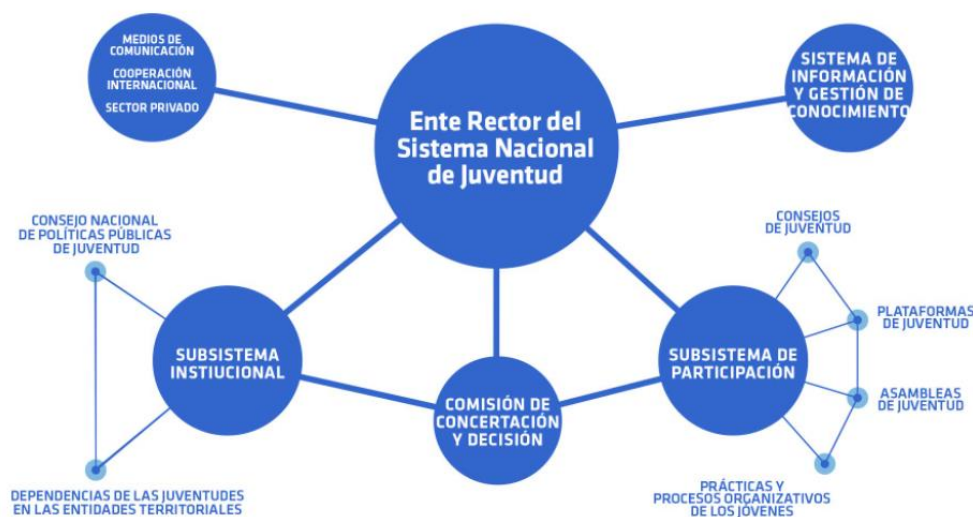 MEDIOS DE
COMUNICACIÓN
COOPERACIÓN
INTERNACIONAL
SECTOR PRIVADO
Ente Rector del
Sistema Nacional
de Juventud
SISTEMA DE
INFORMACIÓN
Y GESTIÓN DE
CONOCIMIENTO
CONSEJO NACIONAL
DE POLÍTICAS PÚBLICAS
DE JUVENTUD
CONSEJOS
DE JUVENTUD
PLATAFORMAS
DE JUVENTUD
SUBSISTEMA
INSTIUCIONAL
SUBSISTEMA DE
PARTICIPACIÓN
ASAMBLEAS
DE JUVENTUD
COMISIÓN DE
CONCERTACIÓN
Y DECISIÓN
DEPENDENCIAS DE LAS JUVENTUDES
EN LAS ENTIDADES TERRITORIALES
PRÁCTICAS Y
PROCESOS ORGANIZATIVOS
DE LOS JÓVENES